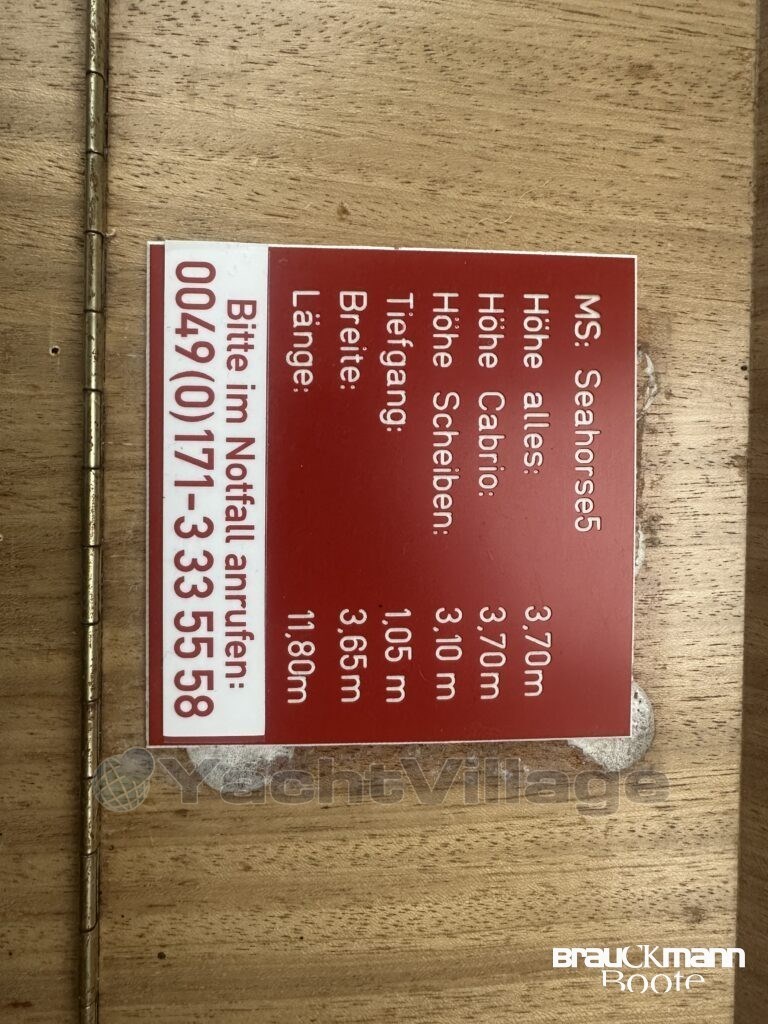 MS: Seahorse5
Höhe alles: 3,70m
Höhe Cabrio: 3,70m
Höhe Scheiben: 3,10 m
Tiefgang: 1,05 m
Breite: 3,65m
Länge: 11,80m
Bitte im Notfall anrufen:
0049(0)171-3 33 55 58
YachtVillage
Brauckmann
Boote